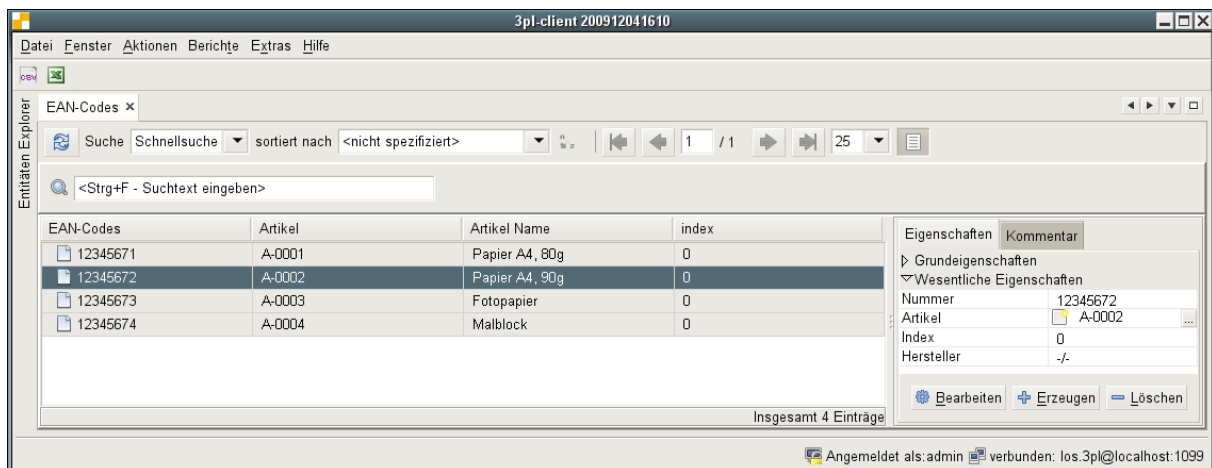 3pl-client 200912041610
Datei Fenster Aktionen Berichte Extras Hilfe
csv
Entitäten Explorer
EAN-Codes
Suche Schnellsuche sortiert nach <nicht spezifiziert> 1 / 1 25
<Strg+F - Suchtext eingeben>
EAN-Codes Artikel Artikel Name index
12345671 A-0001 Papier A4, 80g 0
12345672 A-0002 Papier A4, 90g 0
12345673 A-0003 Fotopapier 0
12345674 A-0004 Malblock 0
Insgesamt 4 Einträge
Eigenschaften Kommentar
Grundeigenschaften
Wesentliche Eigenschaften
Nummer 12345672
Artikel A-0002 ...
Index 0
Hersteller -/-
Bearbeiten Erzeugen Löschen
Angemeldet als:admin verbunden: los.3pl@localhost:1099